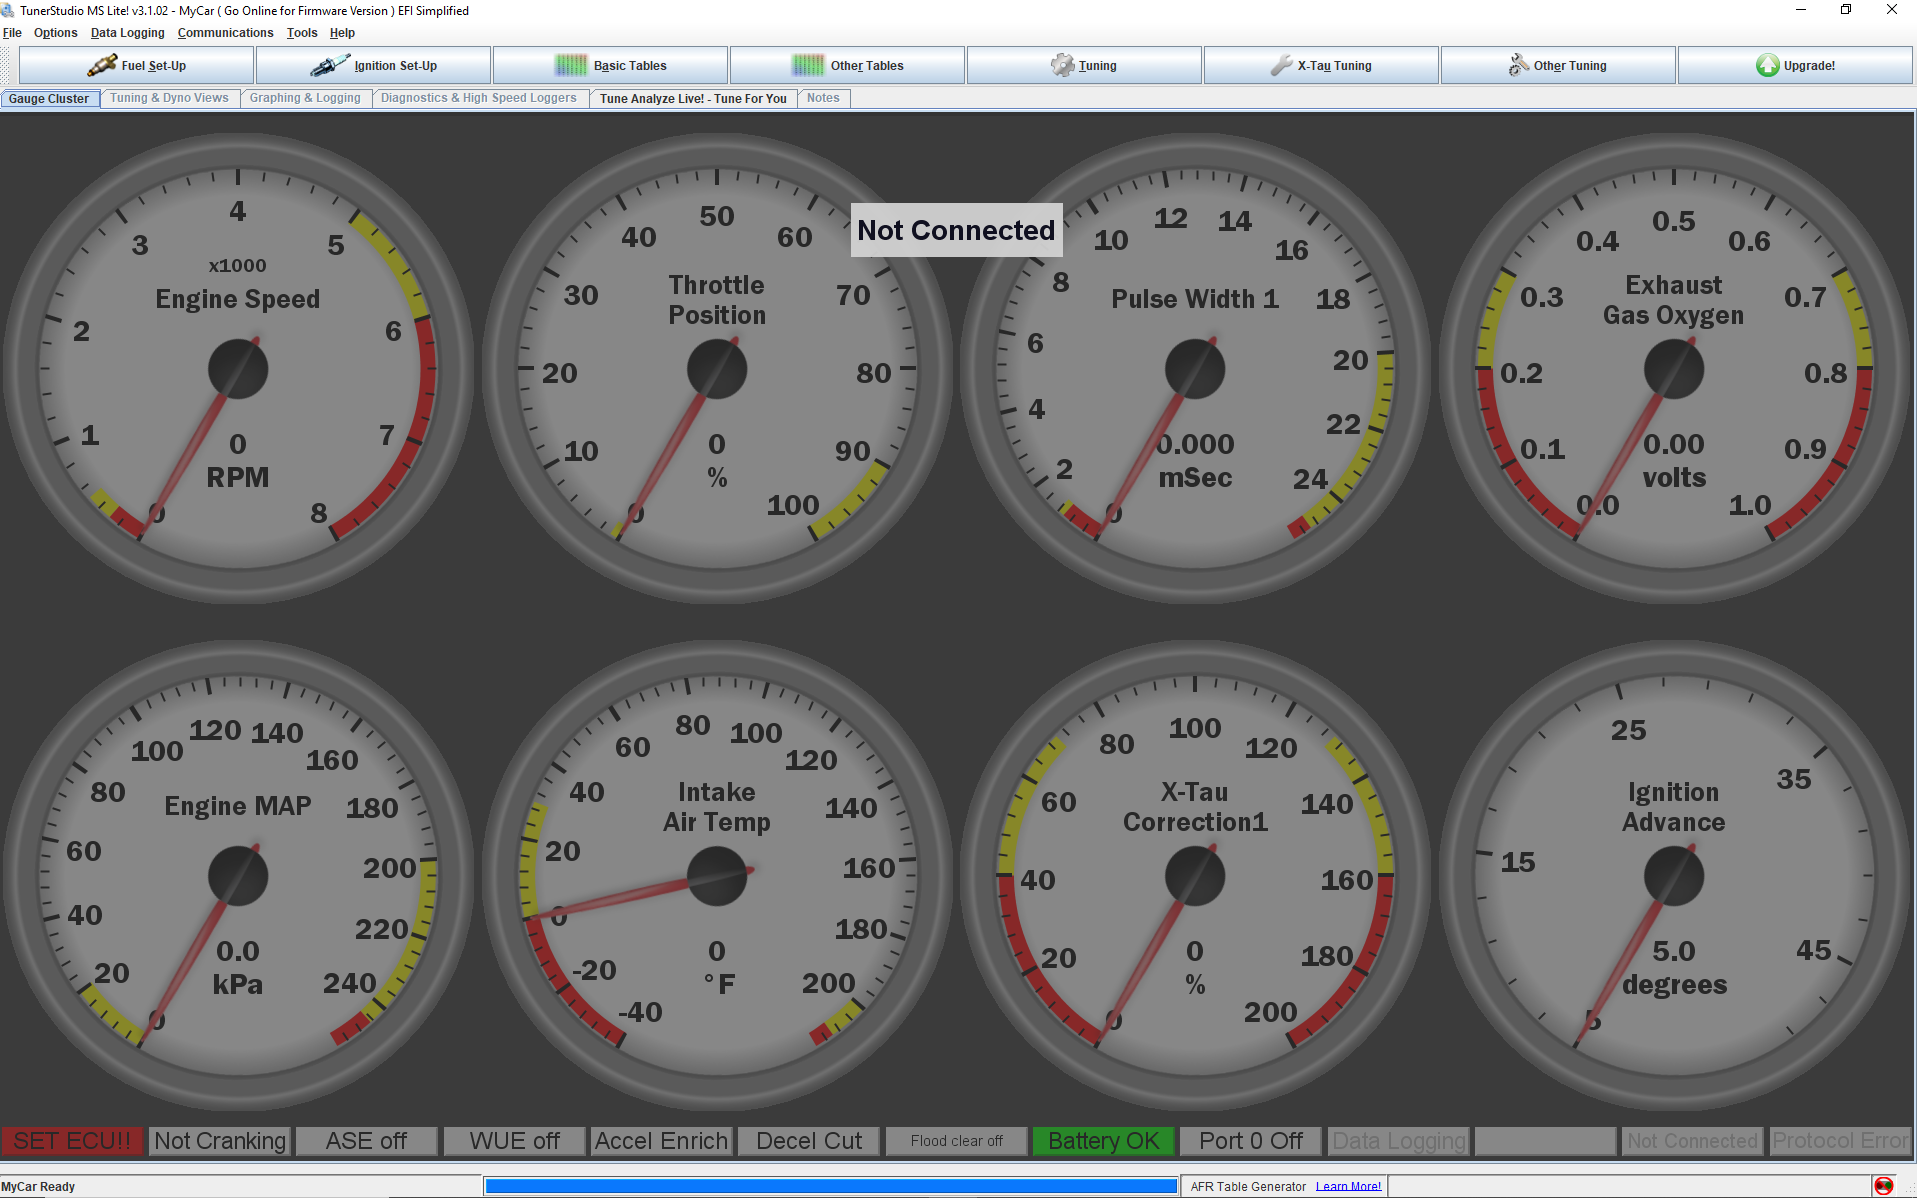 TunerStudio MS Lite! v3.1.02 - MyCar ( Go Online for Firmware Version ) EFI Simplified
File Options Data Logging Communications Tools Help
Fuel Set-Up Ignition Set-Up Basic Tables Other Tables Tuning X-Tau Tuning Other Tuning Upgrade!
Gauge Cluster Tuning & Dyno Views Graphing & Logging Diagnostics & High Speed Loggers Tune Analyze Live! - Tune For You Notes
Not Connected
0 1 2 3 4 5 6 7 8
x1000
Engine Speed
0
RPM
0 10 20 30 40 50 60 70 80 90 100
Throttle
Position
0
%
0 2 4 6 8 10 12 14 16 18 20 22 24
Pulse Width 1
0.000
mSec
0.0 0.1 0.2 0.3 0.4 0.5 0.6 0.7 0.8 0.9 1.0
Exhaust
Gas Oxygen
0.00
volts
0 20 40 60 80 100 120 140 160 180 200 220 240
Engine MAP
0.0
kPa
-40 -20 0 20 40 60 80 100 120 140 160 180 200
Intake
Air Temp
0
°F
0 20 40 60 80 100 120 140 160 180 200
X-Tau
Correction1
0
%
5 15 25 35 45
Ignition
Advance
5.0
degrees
SET ECU!! Not Cranking ASE off WUE off Accel Enrich Decel Cut Flood clear off Battery OK Port 0 Off Data Logging Not Connected Protocol Error
MyCar Ready AFR Table Generator Learn More!